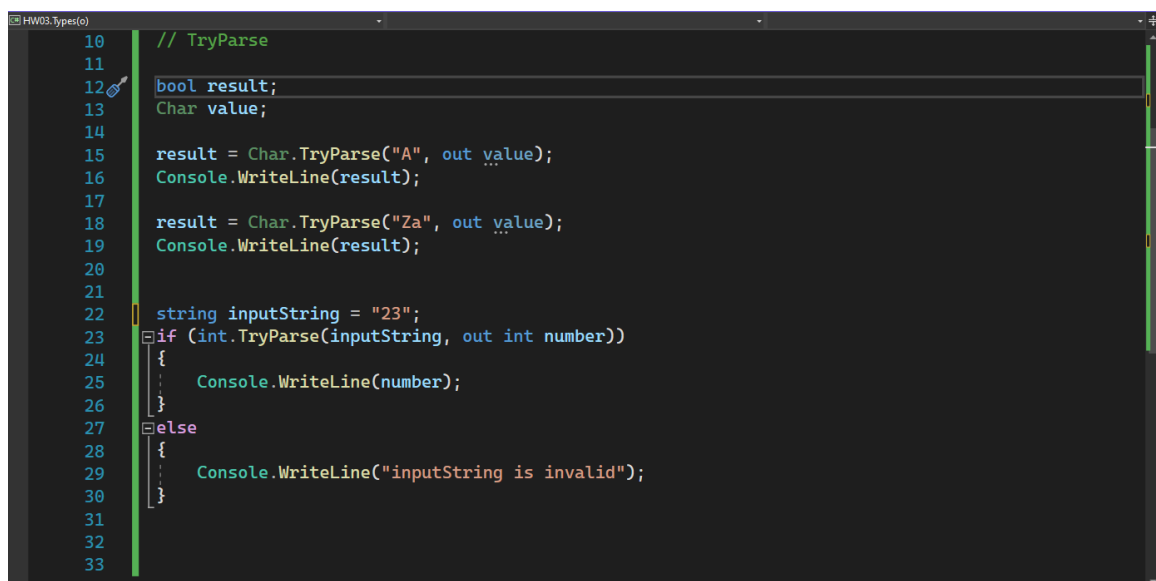 C# HW03.Types(o)
10 // TryParse
11
12 bool result;
13 Char value;
14
15 result = Char.TryParse("A", out value);
16 Console.WriteLine(result);
17
18 result = Char.TryParse("Za", out value);
19 Console.WriteLine(result);
20
21
22 string inputString = "23";
23 if (int.TryParse(inputString, out int number))
24 {
25 Console.WriteLine(number);
26 }
27 else
28 {
29 Console.WriteLine("inputString is invalid");
30 }
31
32
33